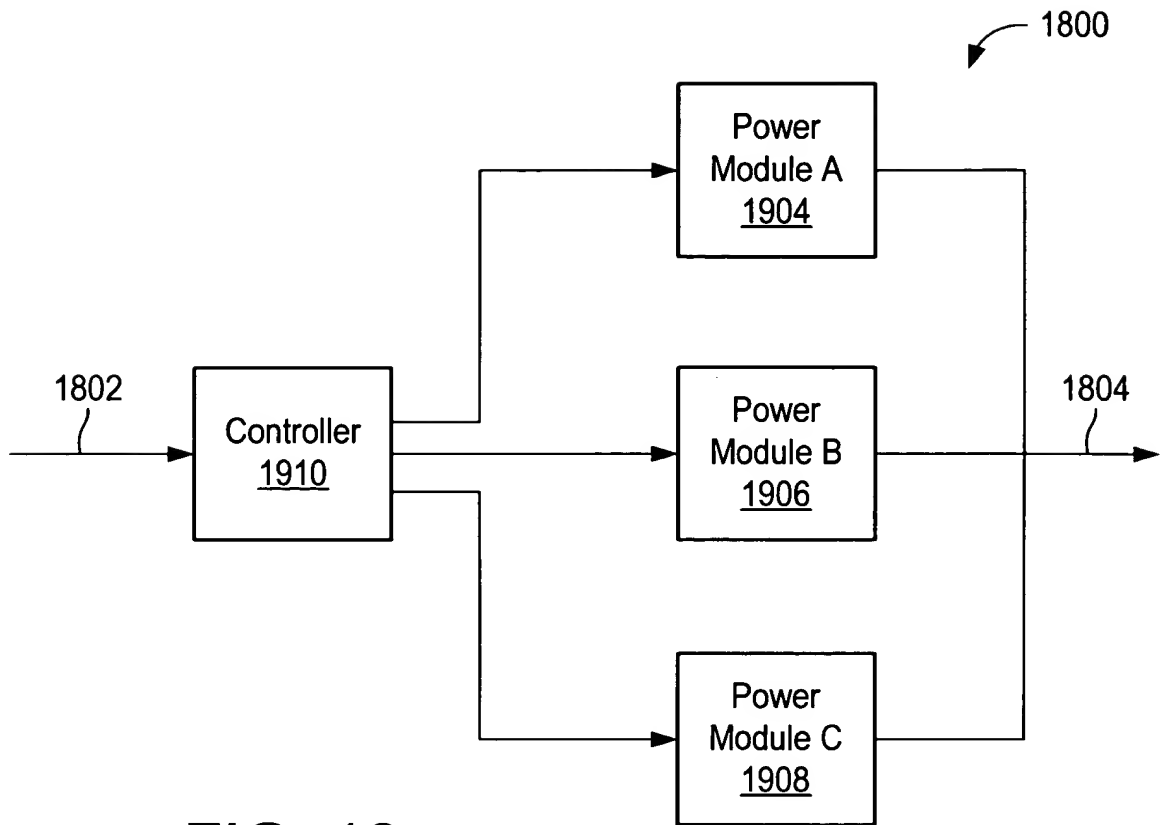 1800
Power
Module A
1904
1802
Controller
1910
Power
Module B
1906
1804
Power
Module C
1908